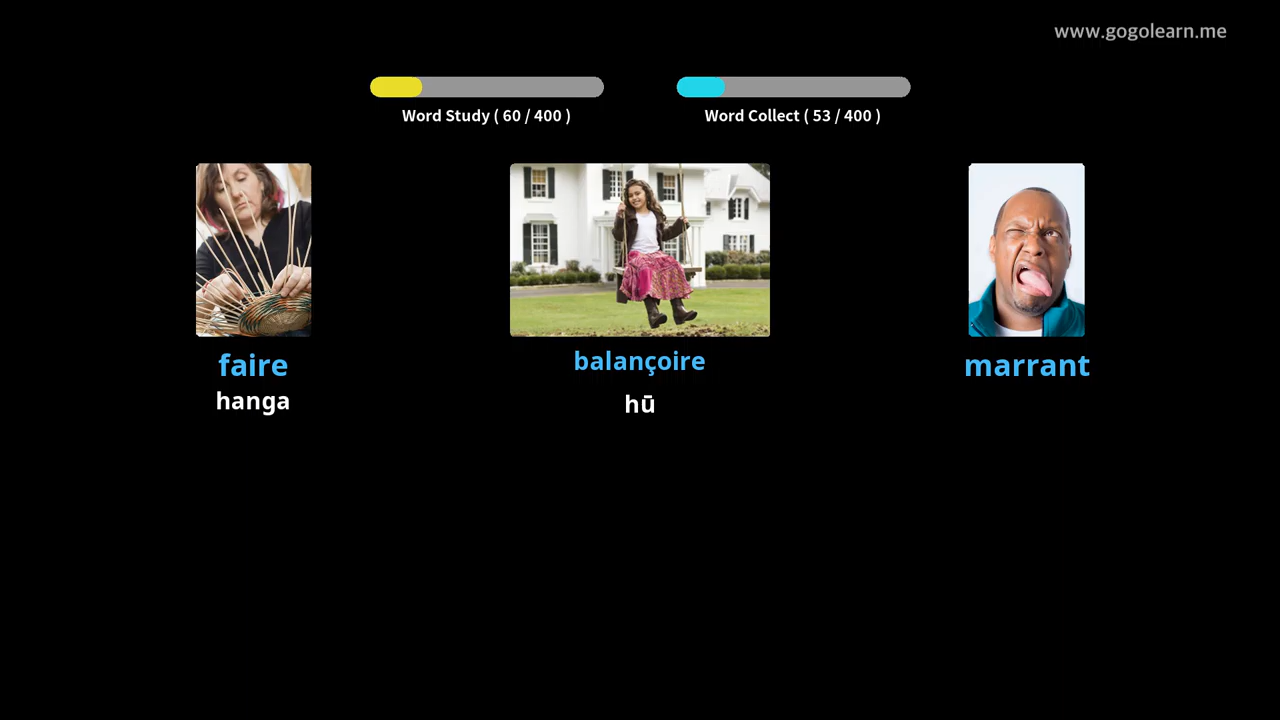 www.gogolearn.me
Word Study ( 60 / 400 )
Word Collect ( 53 / 400 )
faire
hanga
balançoire
hū
marrant